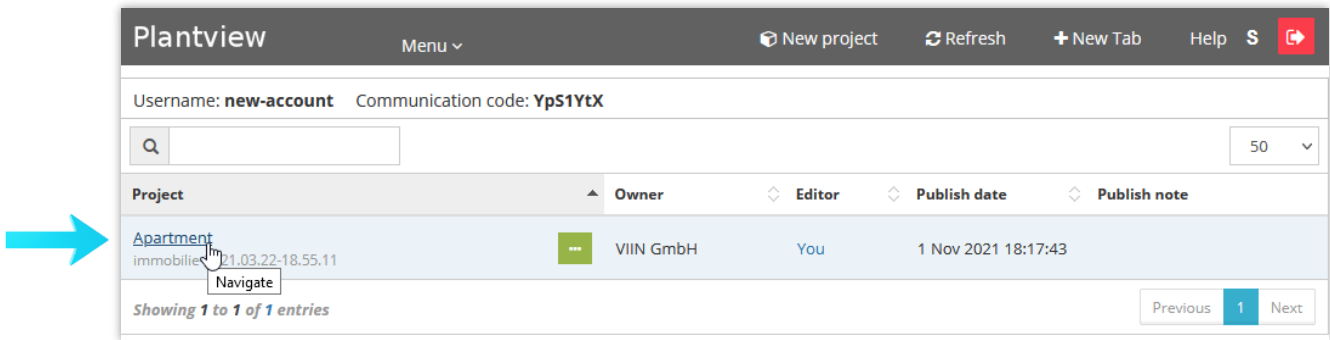 Plantview Menu New project Refresh New Tab Help S
Username: new-account Communication code: YpS1YtX
50
Project Owner Editor Publish date Publish note
Apartment VIIN GmbH You 1 Nov 2021 18:17:43
immobilie 21.03.22-18.55.11
Navigate
Showing 1 to 1 of 1 entries Previous 1 Next